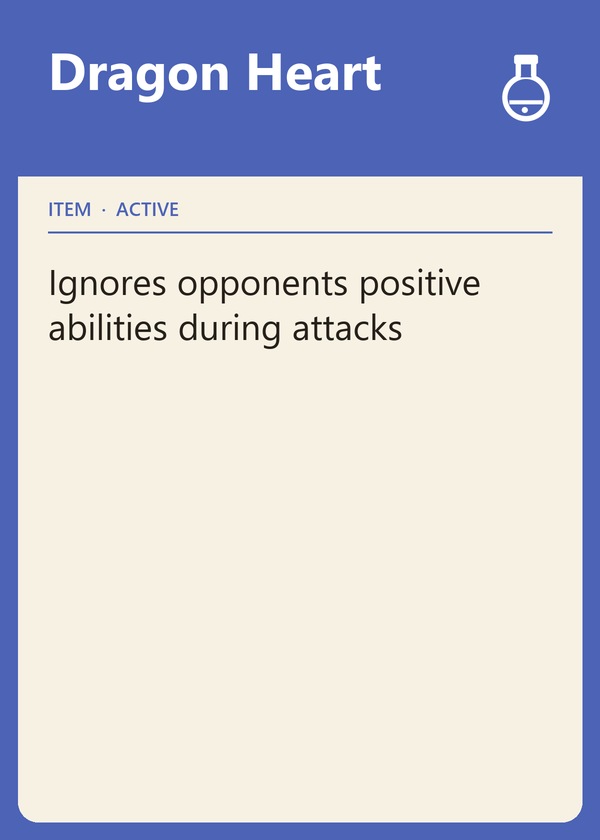 Dragon Heart
ITEM · ACTIVE
Ignores opponents positive
abilities during attacks